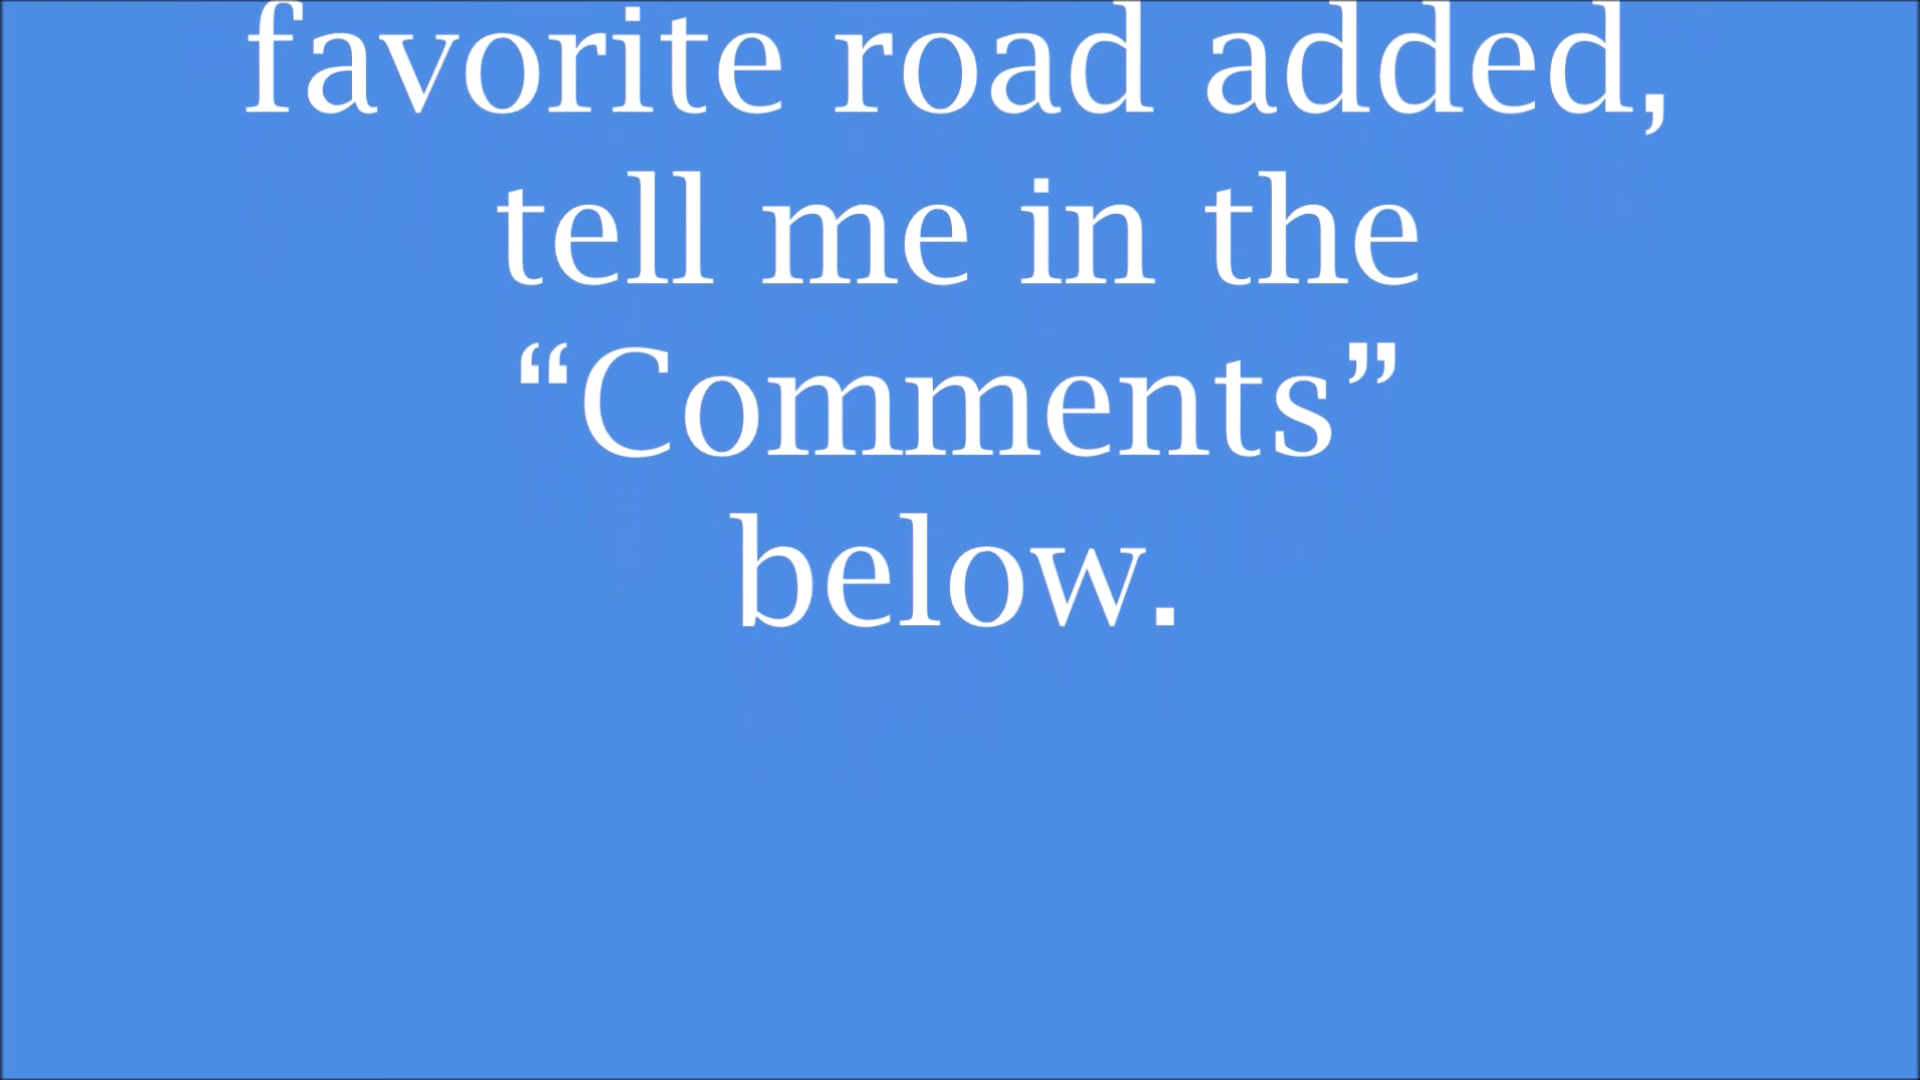 favorite road added,
tell me in the
“Comments”
below.